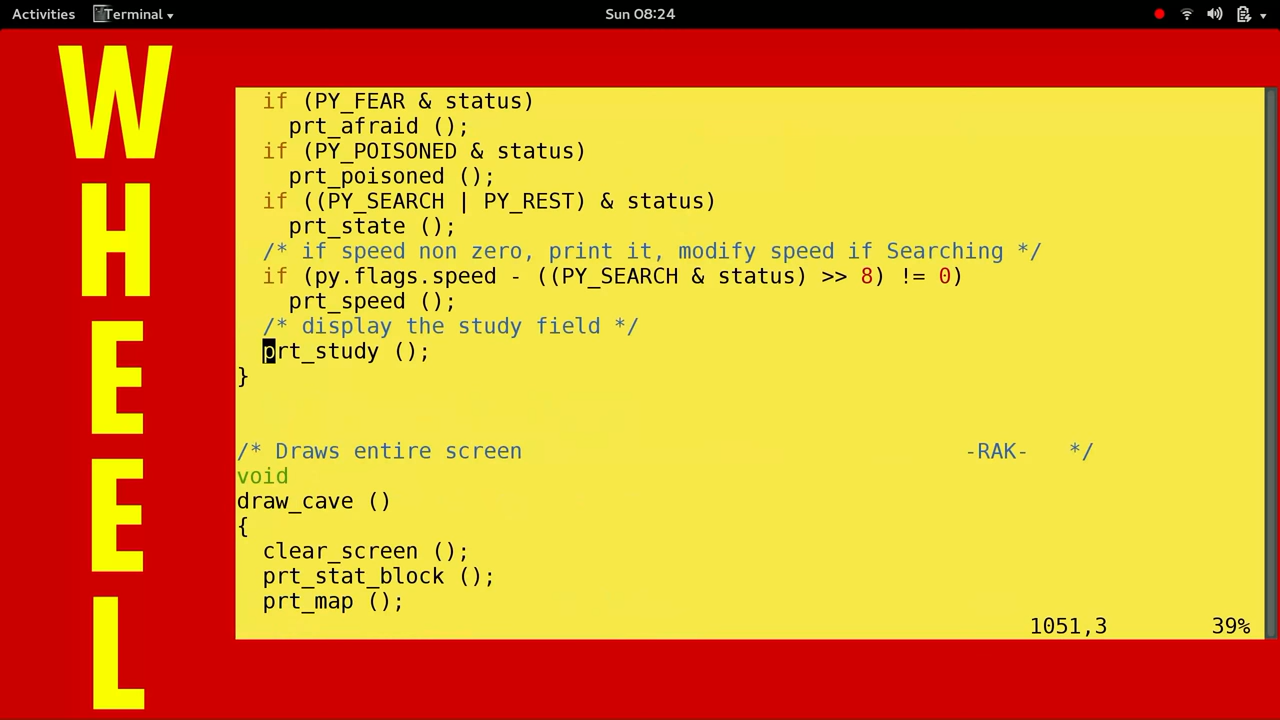 Activities Terminal Sun 08:24
WHEEL
if (PY_FEAR & status)
prt_afraid ();
if (PY_POISONED & status)
prt_poisoned ();
if ((PY_SEARCH | PY_REST) & status)
prt_state ();
/* if speed non zero, print it, modify speed if Searching */
if (py.flags.speed - ((PY_SEARCH & status) >> 8) != 0)
prt_speed ();
/* display the study field */
prt_study ();
}
/* Draws entire screen -RAK- */
void
draw_cave ()
{
clear_screen ();
prt_stat_block ();
prt_map ();
1051,3 39%